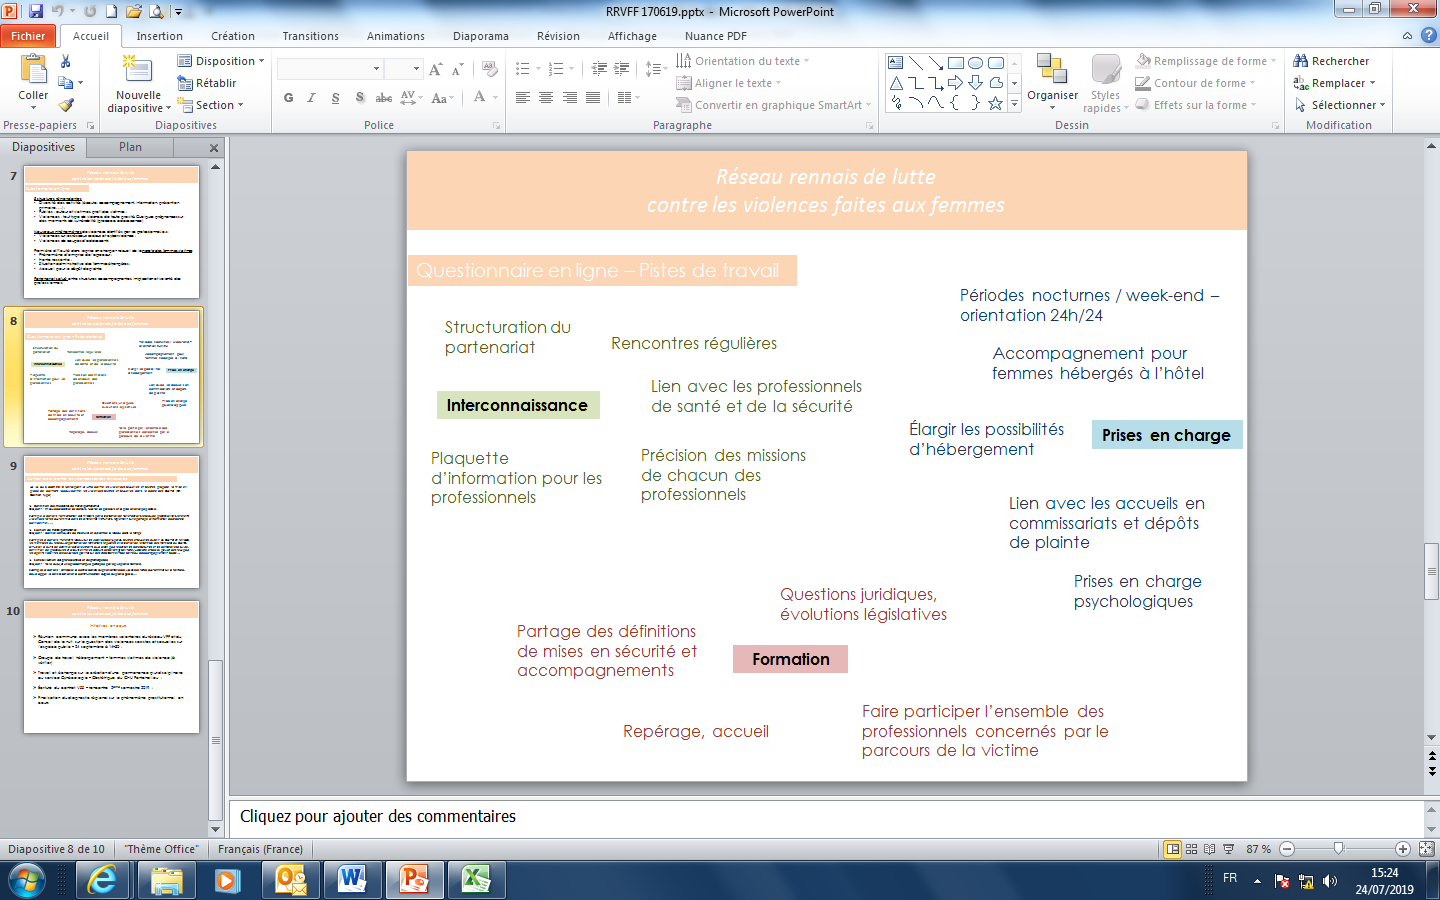 RRVFF 170619.pptx - Microsoft PowerPoint
Fichier Accueil Insertion Création Transitions Animations Diaporama Révision Affichage Nuance PDF
Coller
Presse-papiers
Nouvelle diapositive
Disposition
Rétablir
Section
Diapositives
G I S S abc AV Aa A
Police
Orientation du texte
Aligner le texte
Convertir en graphique SmartArt
Paragraphe
Organiser
Styles rapides
Remplissage de forme
Contour de forme
Effets sur la forme
Dessin
Rechercher
Remplacer
Sélectionner
Modification
Diapositives Plan
7
8
9
10
Réseau rennais de lutte
contre les violences faites aux femmes
Questionnaire en ligne – Pistes de travail
Structuration du
partenariat
Rencontres régulières
Interconnaissance
Lien avec les professionnels
de santé et de la sécurité
Plaquette
d’information pour les
professionnels
Précision des missions
de chacun des
professionnels
Périodes nocturnes / week-end –
orientation 24h/24
Accompagnement pour
femmes hébergés à l’hôtel
Élargir les possibilités
d’hébergement
Prises en charge
Lien avec les accueils en
commissariats et dépôts
de plainte
Prises en charge
psychologiques
Questions juridiques,
évolutions législatives
Partage des définitions
de mises en sécurité et
accompagnements
Formation
Repérage, accueil
Faire participer l’ensemble des
professionnels concernés par le
parcours de la victime
Cliquez pour ajouter des commentaires
Diapositive 8 de 10 "Thème Office" Français (France) 87 %
FR 15:24
24/07/2019